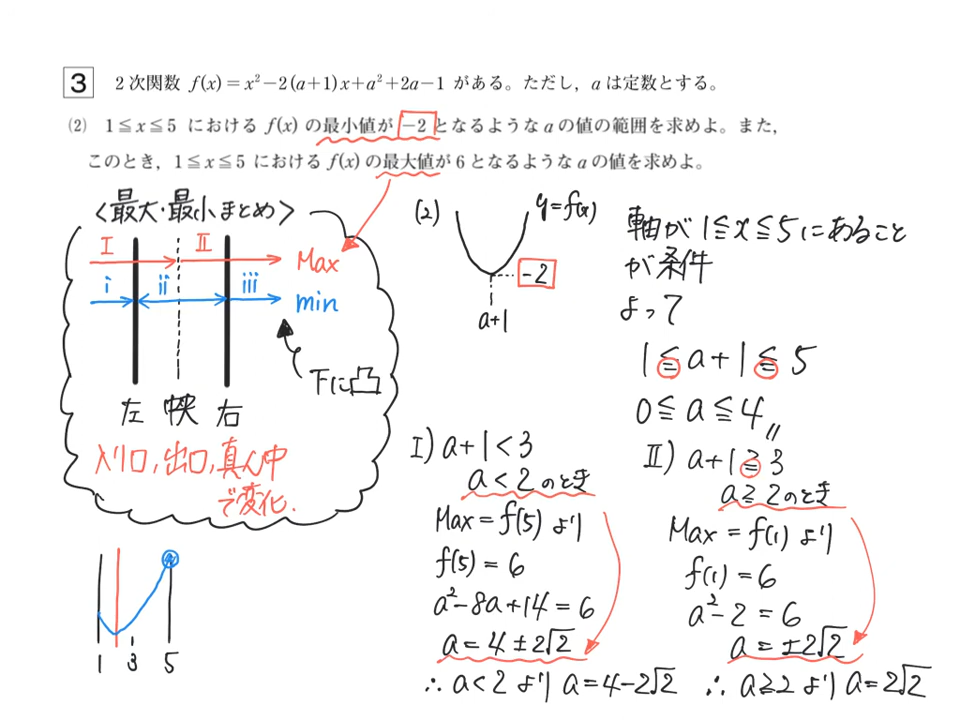 3 2次関数 f(x)=x²−2(a+1)x+a²+2a−1 がある。ただし，aは定数とする。
(2) 1≦x≦5 における f(x) の最小値が −2 となるような a の値の範囲を求めよ。また，
このとき，1≦x≦5 における f(x) の最大値が 6 となるような a の値を求めよ。
<最大・最小まとめ>
I II Max
i ii iii min
下に凸
左 中央 右
入り口, 出口, 真ん中
で変化.
1 3 5
(2) y=f(x)
-2
a+1
軸が 1≦x≦5 にあること
が条件
よって
1≦a+1≦5
0≦a≦4〃
I) a+1<3
a<2 のとき
Max=f(5) より
f(5)=6
a²-8a+14=6
a=4±2√2
∴ a<2 より a=4-2√2
II) a+1≧3
a≧2のとき
Max=f(1) より
f(1)=6
a²-2=6
a=±2√2
∴ a≧2 より a=2√2